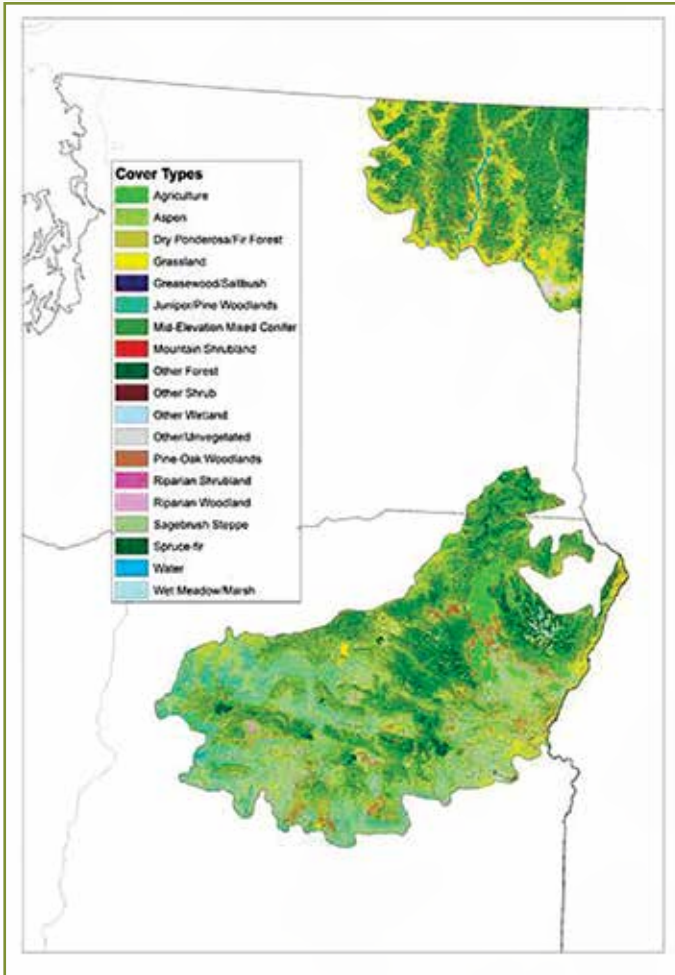 Cover Types
Agriculture
Aspen
Dry Ponderosa/Fir Forest
Grassland
Greasewood/Saltbush
Juniper/Pine Woodlands
Mid-Elevation Mixed Conifer
Mountain Shrubland
Other Forest
Other Shrub
Other Wetland
Other/Unvegetated
Pine-Oak Woodlands
Riparian Shrubland
Riparian Woodland
Sagebrush Steppe
Spruce-fir
Water
Wet Meadow/Marsh